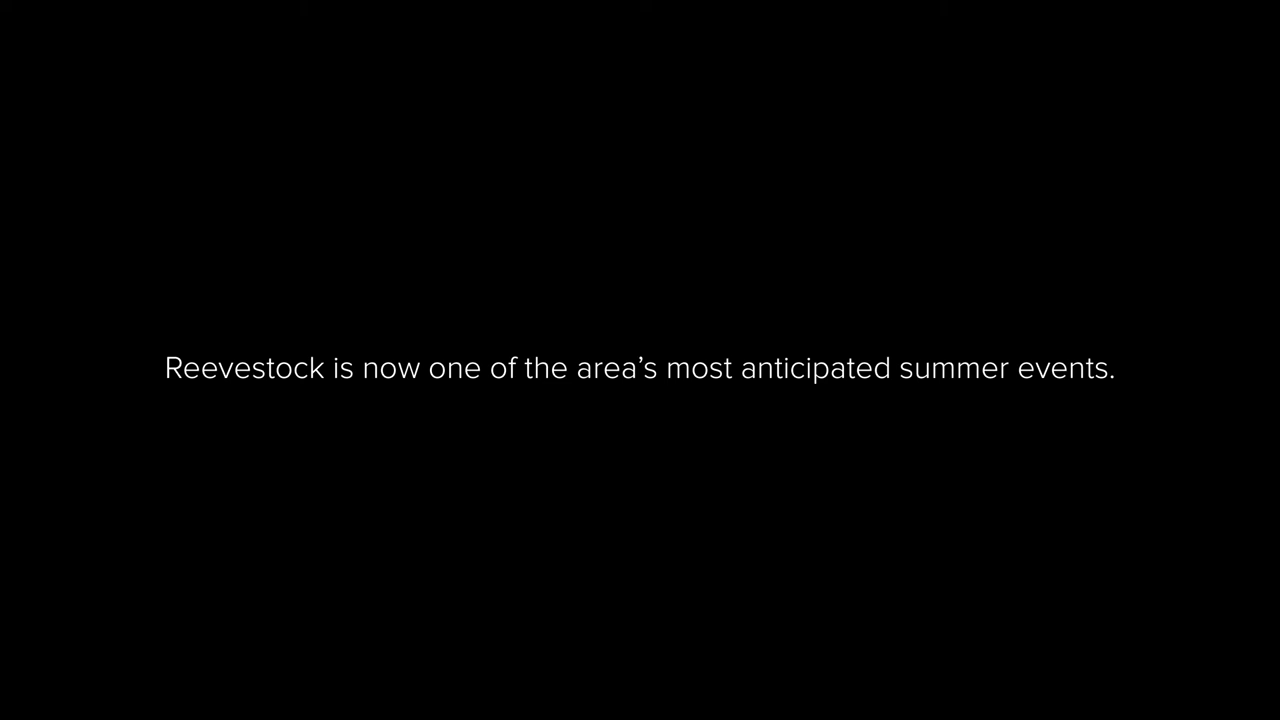 Reevestock is now one of the area’s most anticipated summer events.